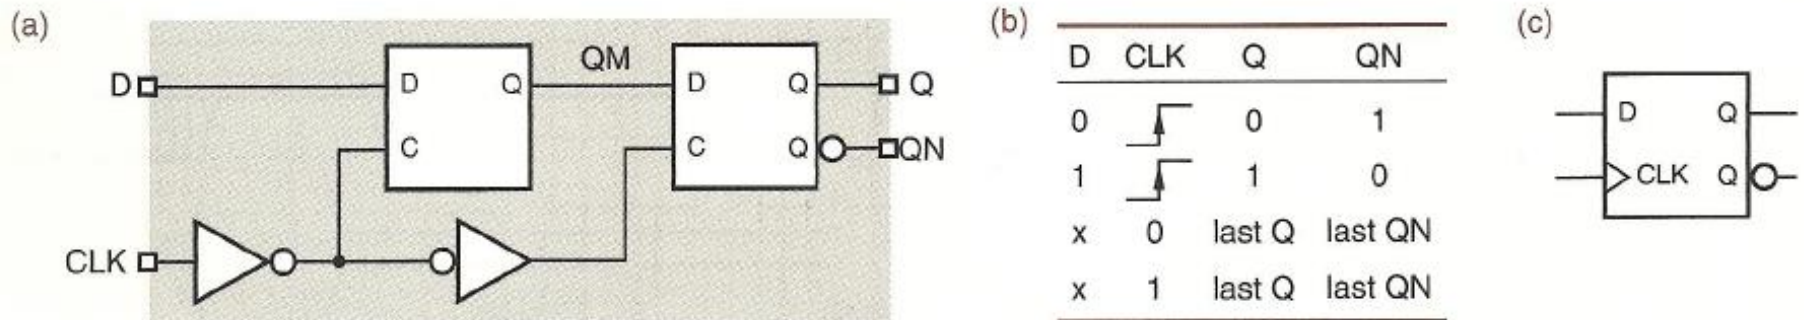 (a)
D
D Q
C
QM
D Q
C Q
Q
QN
CLK
(b)
D CLK Q QN
0 0 1
1 1 0
x 0 last Q last QN
x 1 last Q last QN
(c)
D Q
CLK Q